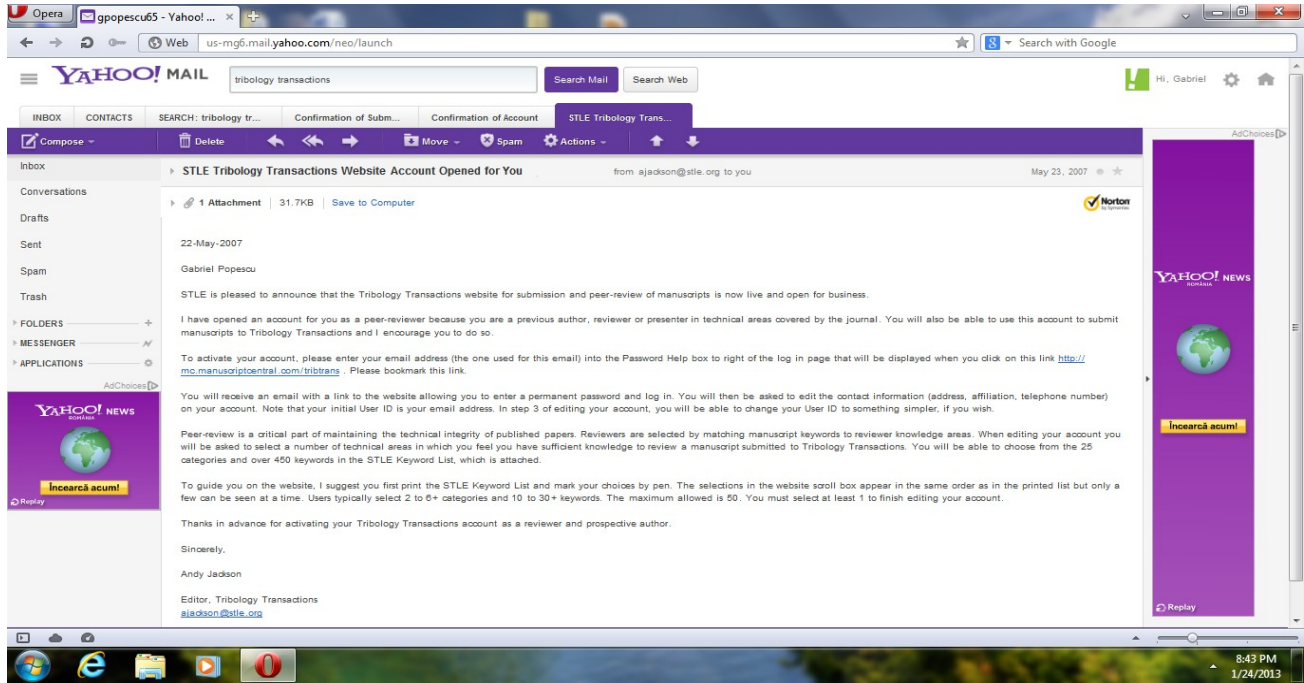 Opera
gpopescu65 - Yahoo! ...
Web us-mg6.mail.yahoo.com/neo/launch
Search with Google
YAHOO! MAIL
tribology transactions
Search Mail
Search Web
Hi, Gabriel
INBOX
CONTACTS
SEARCH: tribology tr...
Confirmation of Subm...
Confirmation of Account
STLE Tribology Trans...
Compose
Delete
Move
Spam
Actions
AdChoices
Inbox
Conversations
Drafts
Sent
Spam
Trash
FOLDERS
MESSENGER
APPLICATIONS
AdChoices
YAHOO! NEWS
ROMÂNIA
Încearcă acum!
Replay
STLE Tribology Transactions Website Account Opened for You
from ajackson@stle.org to you
May 23, 2007
1 Attachment | 31.7KB | Save to Computer
Norton
by Symantec
22-May-2007
Gabriel Popescu
STLE is pleased to announce that the Tribology Transactions website for submission and peer-review of manuscripts is now live and open for business.
I have opened an account for you as a peer-reviewer because you are a previous author, reviewer or presenter in technical areas covered by the journal. You will also be able to use this account to submit
manuscripts to Tribology Transactions and I encourage you to do so.
To activate your account, please enter your email address (the one used for this email) into the Password Help box to right of the log in page that will be displayed when you click on this link http://
mc.manuscriptcentral.com/tribtrans . Please bookmark this link.
You will receive an email with a link to the website allowing you to enter a permanent password and log in. You will then be asked to edit the contact information (address, affiliation, telephone number)
on your account. Note that your initial User ID is your email address. In step 3 of editing your account, you will be able to change your User ID to something simpler, if you wish.
Peer-review is a critical part of maintaining the technical integrity of published papers. Reviewers are selected by matching manuscript keywords to reviewer knowledge areas. When editing your account you
will be asked to select a number of technical areas in which you feel you have sufficient knowledge to review a manuscript submitted to Tribology Transactions. You will be able to choose from the 25
categories and over 450 keywords in the STLE Keyword List, which is attached.
To guide you on the website, I suggest you first print the STLE Keyword List and mark your choices by pen. The selections in the website scroll box appear in the same order as in the printed list but only a
few can be seen at a time. Users typically select 2 to 6+ categories and 10 to 30+ keywords. The maximum allowed is 50. You must select at least 1 to finish editing your account.
Thanks in advance for activating your Tribology Transactions account as a reviewer and prospective author.
Sincerely,
Andy Jackson
Editor, Tribology Transactions
ajackson@stle.org
YAHOO! NEWS
ROMÂNIA
Încearcă acum!
Replay
8:43 PM
1/24/2013